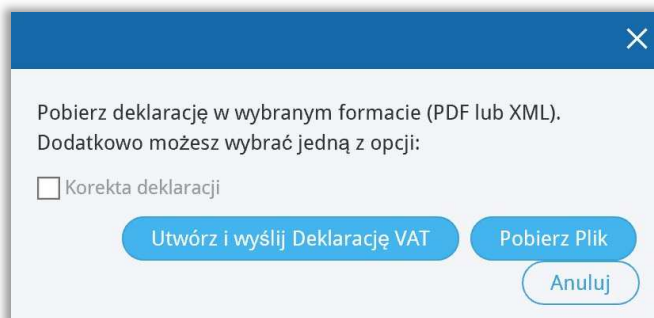 Pobierz deklarację w wybranym formacie (PDF lub XML).
Dodatkowo możesz wybrać jedną z opcji:
Korekta deklaracji
Utwórz i wyślij Deklarację VAT
Pobierz Plik
Anuluj